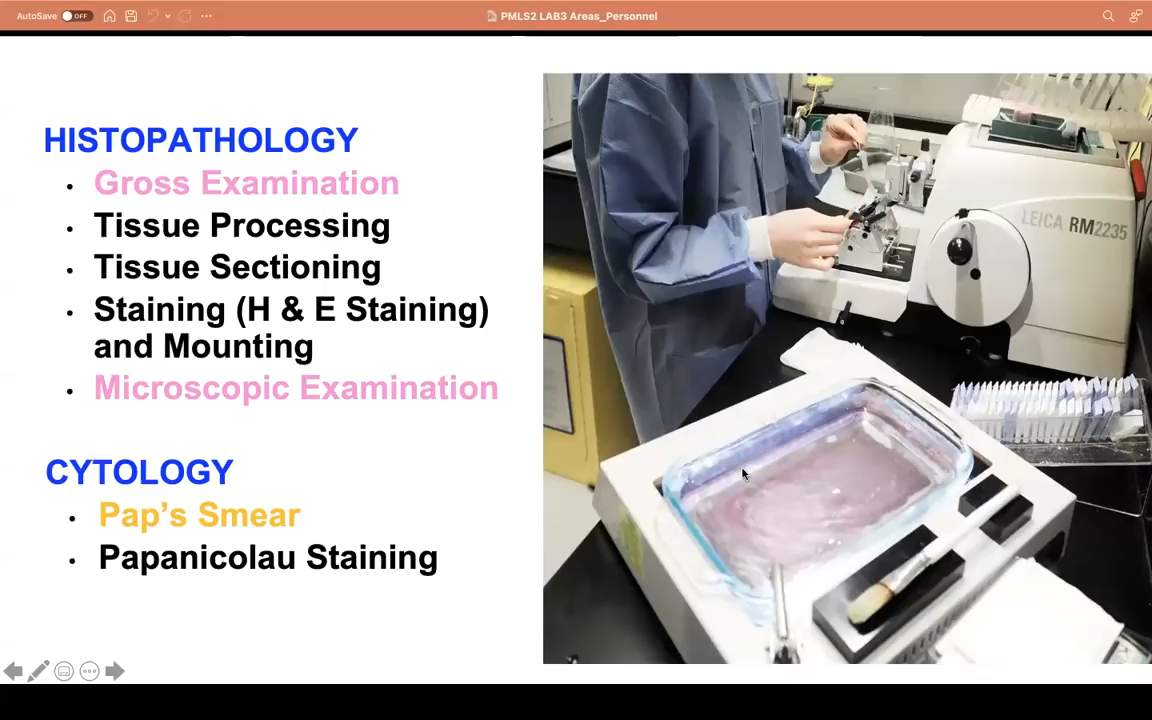 AutoSave OFF
PMLS2 LAB3 Areas_Personnel
HISTOPATHOLOGY
• Gross Examination
• Tissue Processing
• Tissue Sectioning
• Staining (H & E Staining)
and Mounting
• Microscopic Examination
CYTOLOGY
• Pap's Smear
• Papanicolau Staining
LEICA RM2235